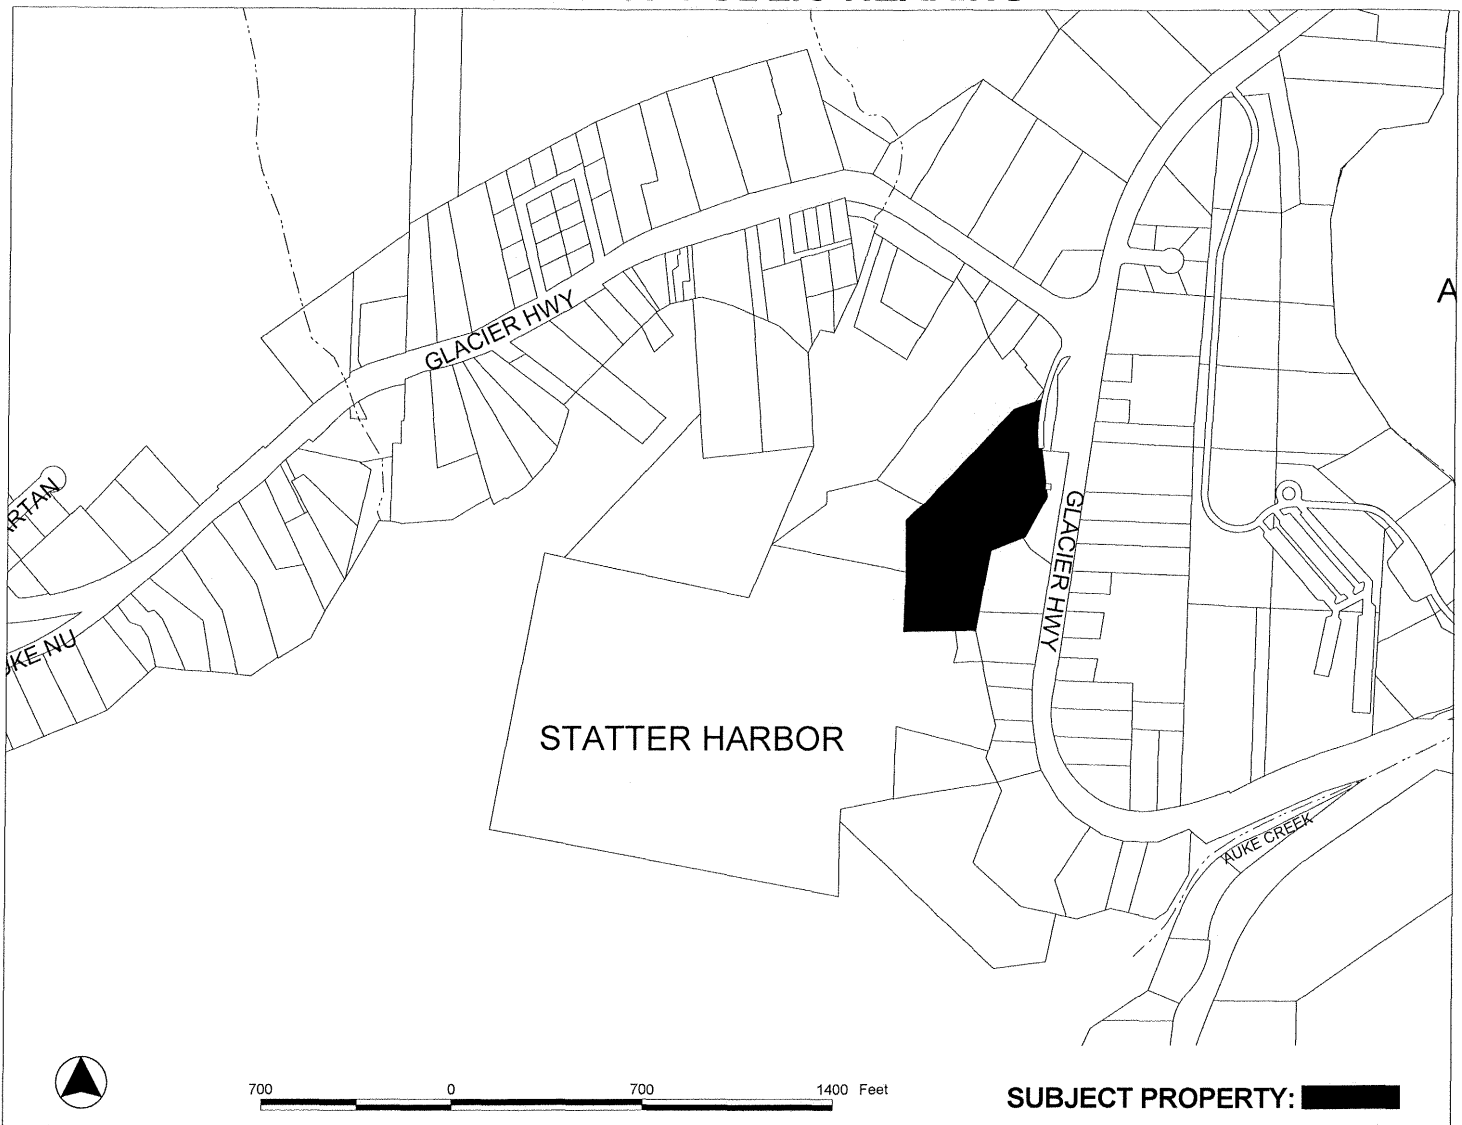 A
GLACIER HWY
GLACIER HWY
STATTER HARBOR
AUKE CREEK
700 0 700 1400 Feet
SUBJECT PROPERTY: